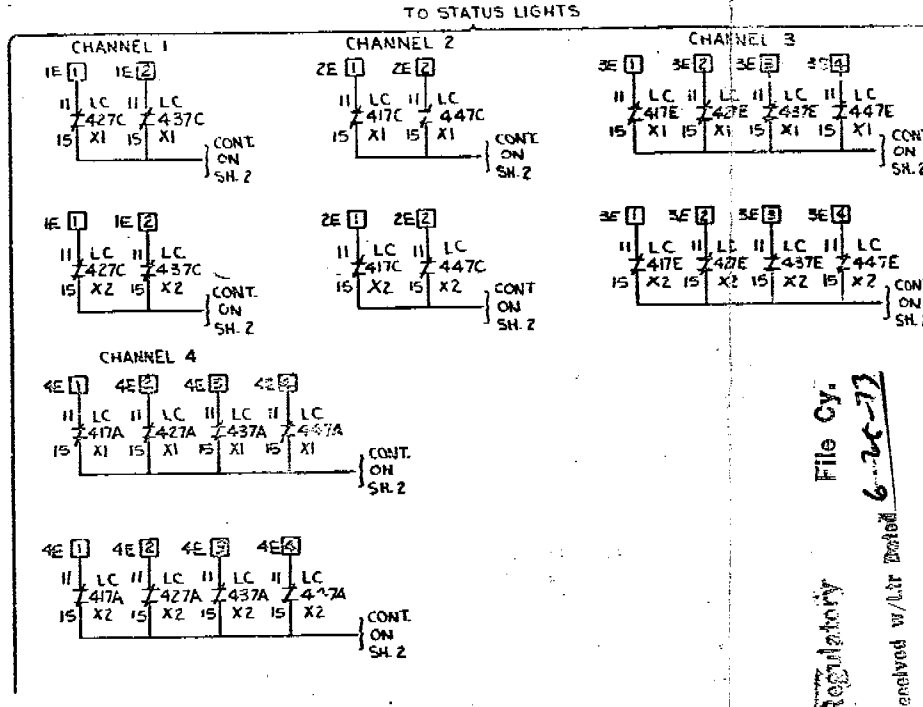 TO STATUS LIGHTS
CHANNEL 1
1E 1 1E 2
11 LC 11 LC
427C 437C
15 X1 15 X1
CONT.
ON
SH. 2
1E 1 1E 2
11 LC 11 LC
427C 437C
15 X2 15 X2
CONT.
ON
SH. 2
CHANNEL 2
2E 1 2E 2
11 LC 11 LC
417C 447C
15 X1 15 X1
CONT.
ON
SH. 2
2E 1 2E 2
11 LC 11 LC
417C 447C
15 X2 15 X2
CONT.
ON
SH. 2
CHANNEL 3
3E 1 3E 2 3E 3 3E 4
11 LC 11 LC 11 LC 11 LC
417E 427E 437E 447E
15 X1 15 X1 15 X1 15 X1
CONT
ON
SH. 2
3E 1 3E 2 3E 3 3E 4
11 LC 11 LC 11 LC 11 LC
417E 427E 437E 447E
15 X2 15 X2 15 X2 15 X2
CONT
ON
SH. 2
CHANNEL 4
4E 1 4E 2 4E 3 4E
11 LC 11 LC 11 LC 11 LC
417A 427A 437A 447A
15 X1 15 X1 15 X1 15 X1
CONT.
ON
SH. 2
4E 1 4E 2 4E 3 4E 4
11 LC 11 LC 11 LC 11 LC
417A 427A 437A
15 X2 15 X2 15 X2 15 X2
CONT.
ON
SH. 2
Regulatory File Cy.
Received w/Ltr Dated